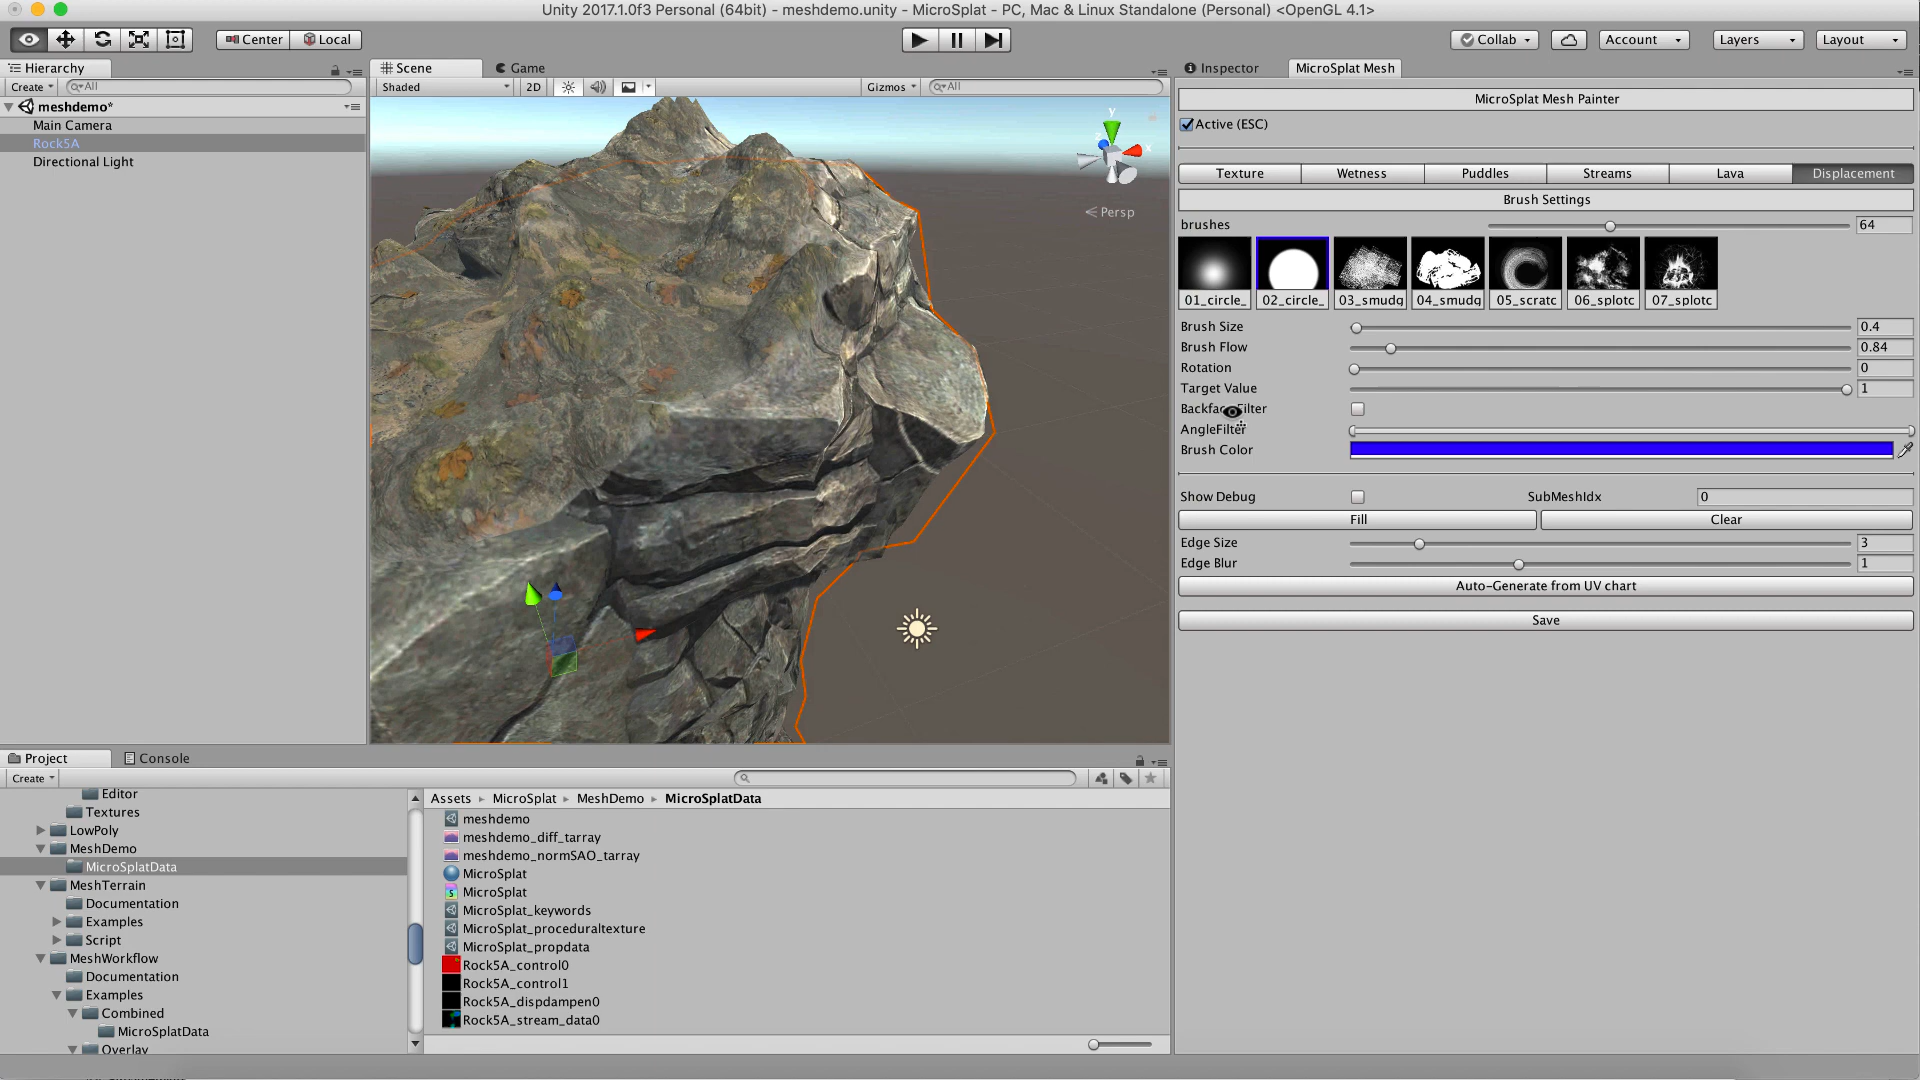 Unity 2017.1.0f3 Personal (64bit) - meshdemo.unity - MicroSplat - PC, Mac & Linux Standalone (Personal) <OpenGL 4.1>
Center Local
Collab Account Layers Layout
Hierarchy
Create All
meshdemo*
Main Camera
Rock5A
Directional Light
Scene Game
Shaded 2D Gizmos All
y
x
z
Persp
Inspector MicroSplat Mesh
MicroSplat Mesh Painter
Active (ESC)
Texture Wetness Puddles Streams Lava Displacement
Brush Settings
brushes 64
01_circle_ 02_circle_ 03_smudg 04_smudg 05_scratc 06_splotc 07_splotc
Brush Size 0.4
Brush Flow 0.84
Rotation 0
Target Value 1
Backface Filter
AngleFilter
Brush Color
Show Debug SubMeshIdx 0
Fill Clear
Edge Size 3
Edge Blur 1
Auto-Generate from UV chart
Save
Project Console
Create
Editor
Textures
LowPoly
MeshDemo
MicroSplatData
MeshTerrain
Documentation
Examples
Script
MeshWorkflow
Documentation
Examples
Combined
MicroSplatData
Overlay
Assets MicroSplat MeshDemo MicroSplatData
meshdemo
meshdemo_diff_tarray
meshdemo_normSAO_tarray
MicroSplat
MicroSplat
MicroSplat_keywords
MicroSplat_proceduraltexture
MicroSplat_propdata
Rock5A_control0
Rock5A_control1
Rock5A_dispdampen0
Rock5A_stream_data0